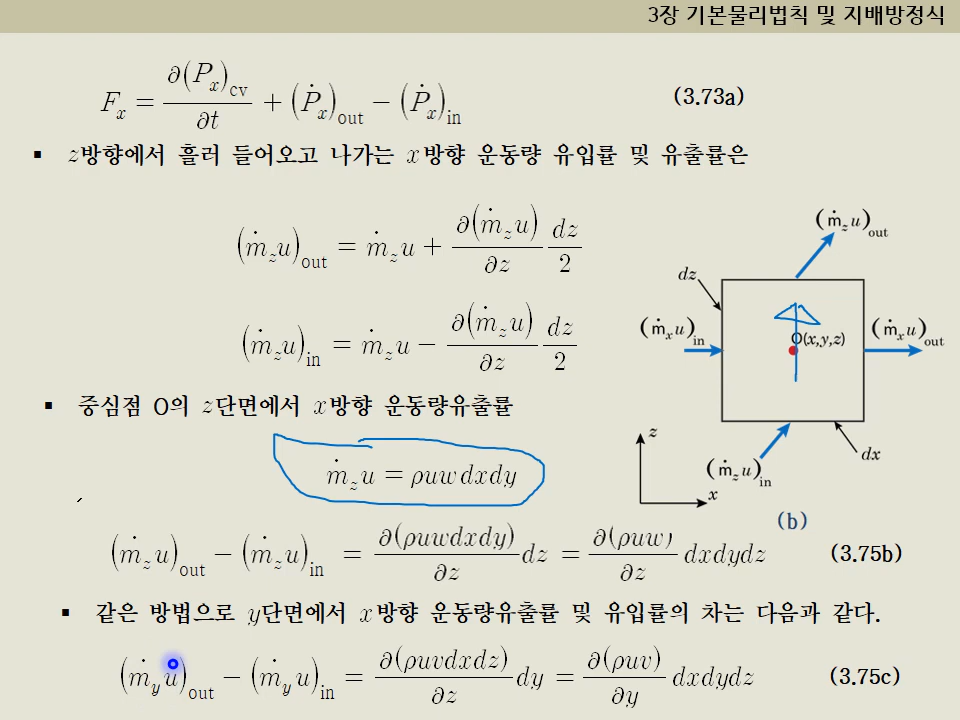 3장 기본물리법칙 및 지배방정식
F_x = ∂(P_x)_cv / ∂t + (Ṗ_x)_out − (Ṗ_x)_in (3.73a)
▪ z방향에서 흘러 들어오고 나가는 x방향 운동량 유입률 및 유출률은
(ṁ_z u)_out = ṁ_z u + ∂(ṁ_z u)/∂z dz/2
(ṁ_z u)_in = ṁ_z u − ∂(ṁ_z u)/∂z dz/2
▪ 중심점 O의 z단면에서 x방향 운동량유출률
ṁ_z u = ρuw dxdy
(ṁ_z u)_out
dz
(ṁ_x u)_in
O(x,y,z)
(ṁ_x u)_out
z
(ṁ_z u)_in
dx
x
(b)
(ṁ_z u)_out − (ṁ_z u)_in = ∂(ρuwdxdy)/∂z dz = ∂(ρuw)/∂z dxdydz (3.75b)
▪ 같은 방법으로 y단면에서 x방향 운동량유출률 및 유입률의 차는 다음과 같다.
(ṁ_y u)_out − (ṁ_y u)_in = ∂(ρuvdxdz)/∂z dy = ∂(ρuv)/∂y dxdydz (3.75c)